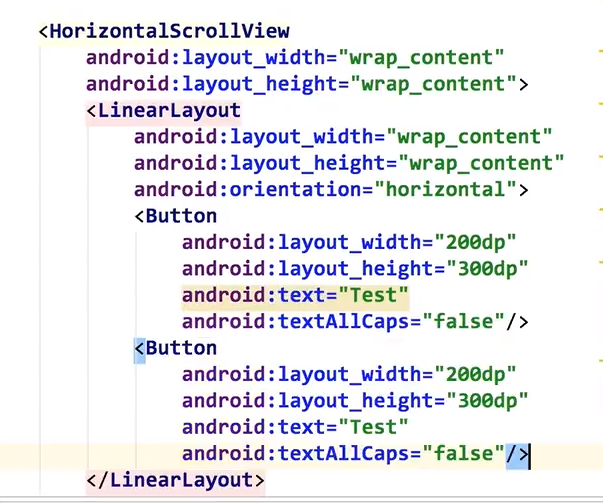 <HorizontalScrollView
android:layout_width="wrap_content"
android:layout_height="wrap_content">
<LinearLayout
android:layout_width="wrap_content"
android:layout_height="wrap_content"
android:orientation="horizontal">
<Button
android:layout_width="200dp"
android:layout_height="300dp"
android:text="Test"
android:textAllCaps="false"/>
<Button
android:layout_width="200dp"
android:layout_height="300dp"
android:text="Test"
android:textAllCaps="false"/>
</LinearLayout>